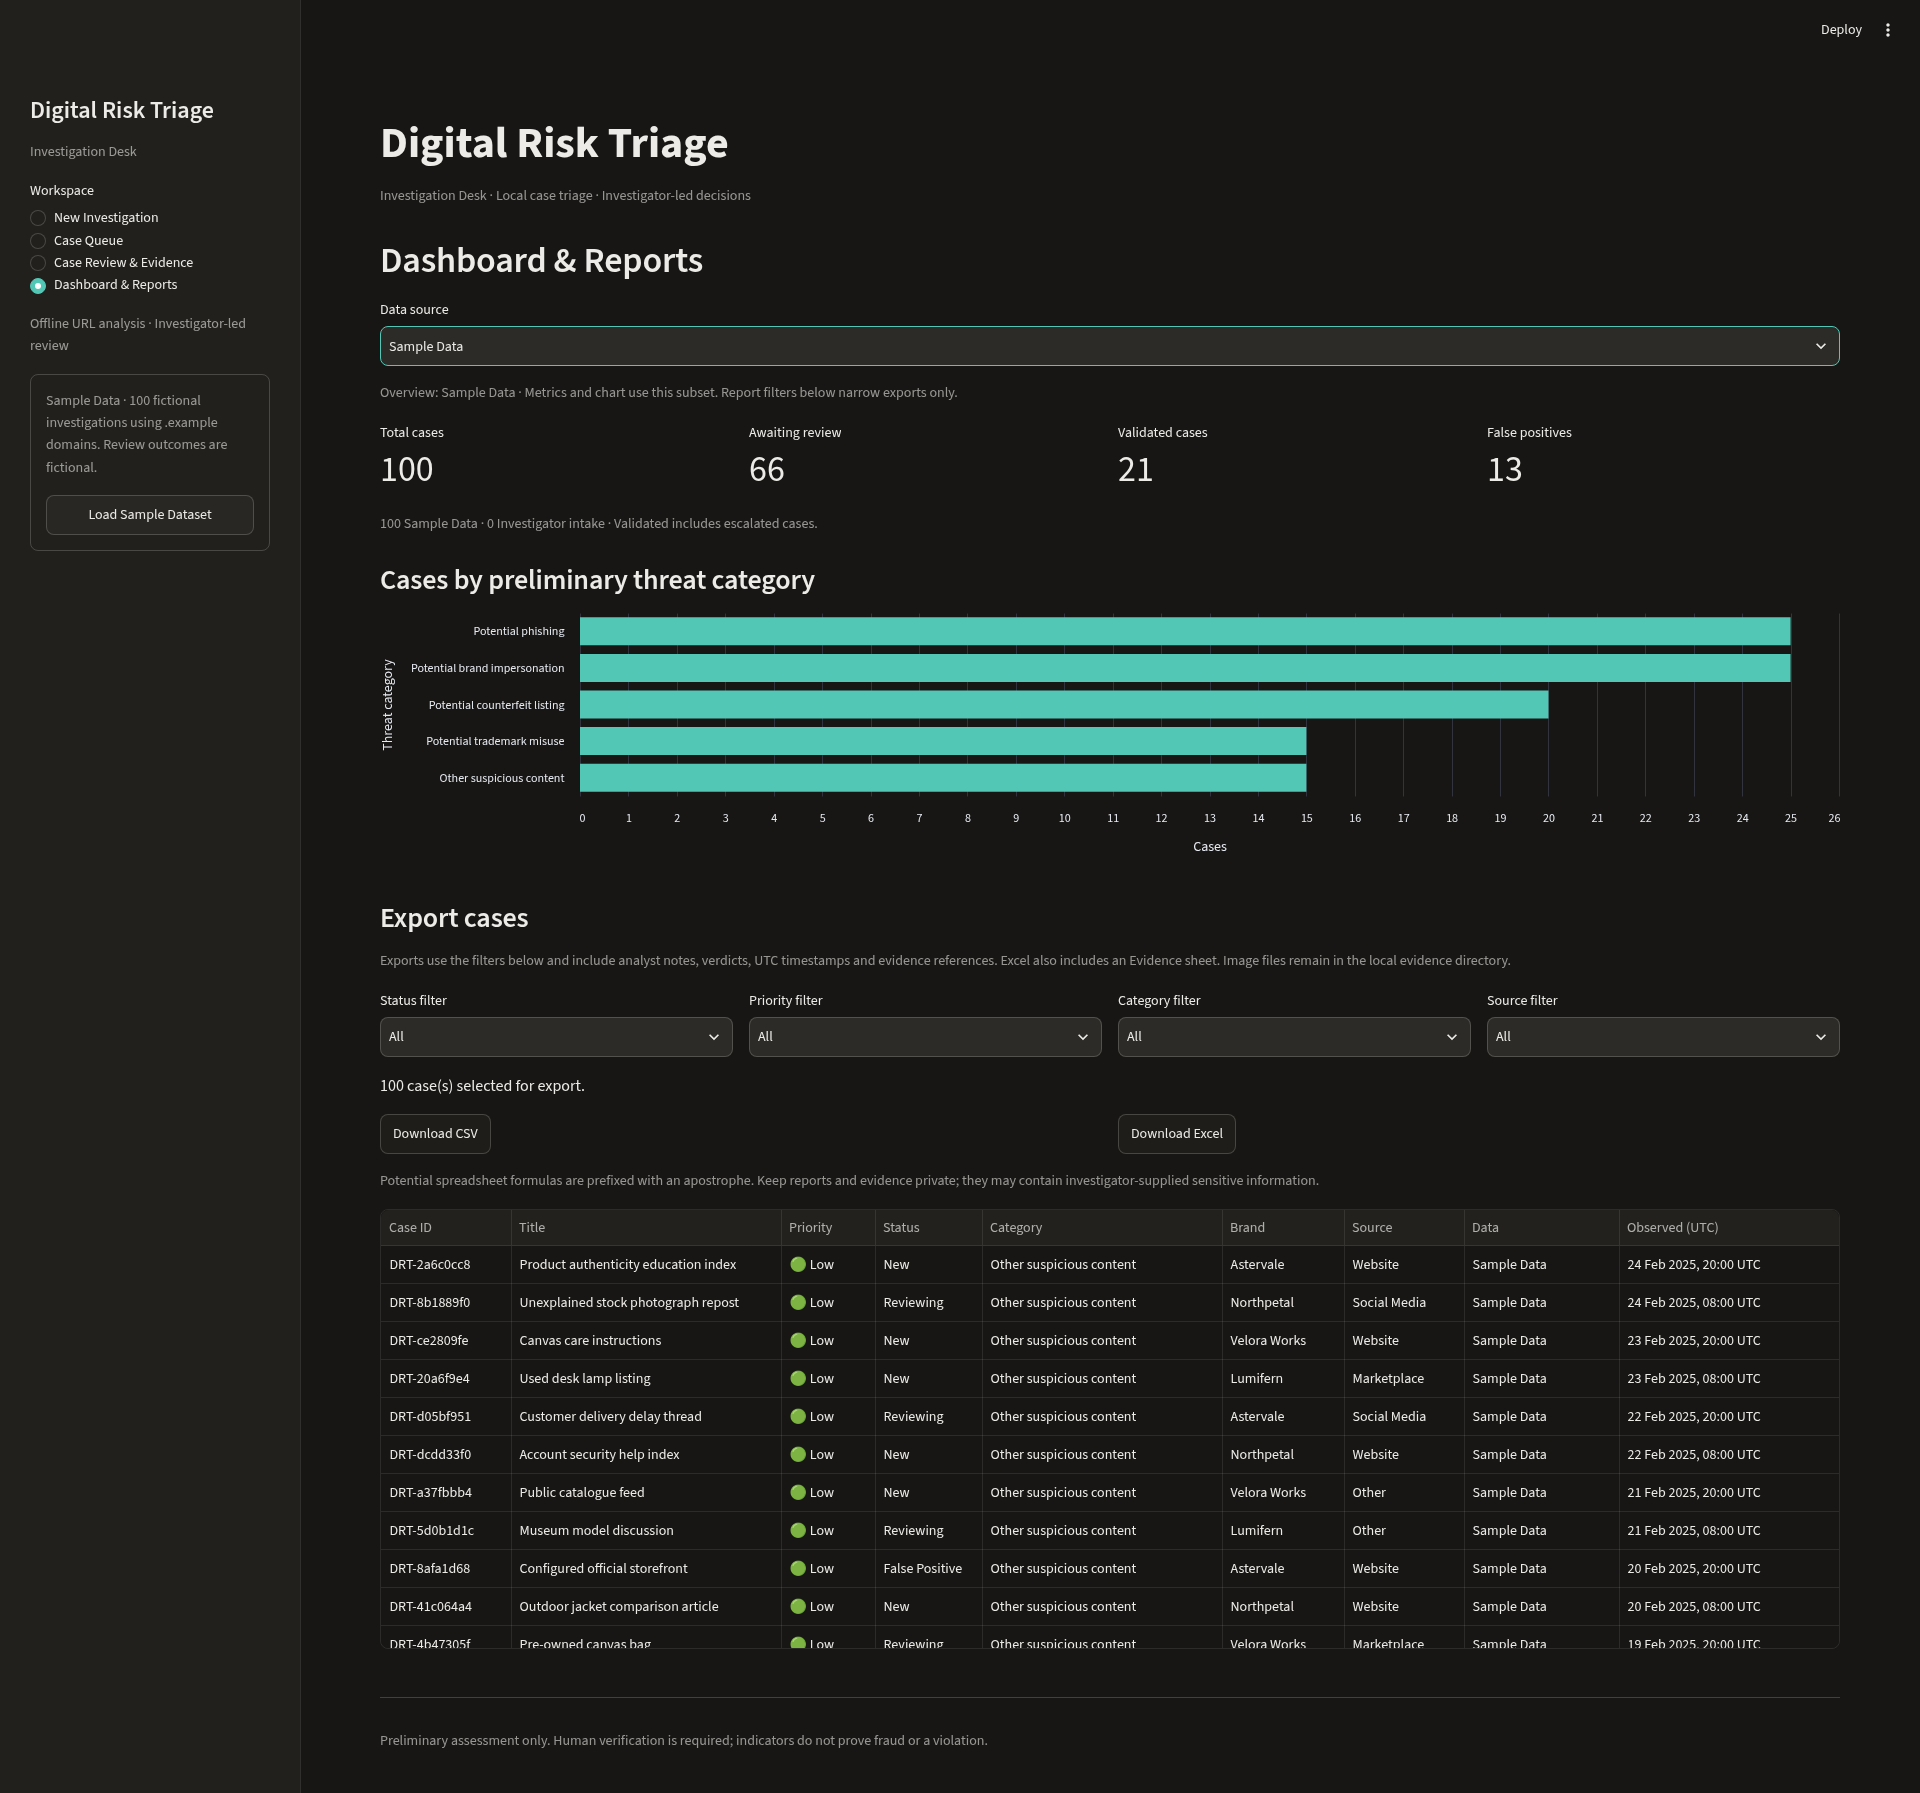 Deploy
Digital Risk Triage
Investigation Desk
Workspace
New Investigation
Case Queue
Case Review & Evidence
Dashboard & Reports
Offline URL analysis · Investigator-led
review
Sample Data · 100 fictional
investigations using .example
domains. Review outcomes are
fictional.
Load Sample Dataset
Digital Risk Triage
Investigation Desk · Local case triage · Investigator-led decisions
Dashboard & Reports
Data source
Sample Data
Overview: Sample Data · Metrics and chart use this subset. Report filters below narrow exports only.
Total cases Awaiting review Validated cases False positives
100 66 21 13
100 Sample Data · 0 Investigator intake · Validated includes escalated cases.
Cases by preliminary threat category
Threat category
Potential phishing
Potential brand impersonation
Potential counterfeit listing
Potential trademark misuse
Other suspicious content
0 1 2 3 4 5 6 7 8 9 10 11 12 13 14 15 16 17 18 19 20 21 22 23 24 25 26
Cases
Export cases
Exports use the filters below and include analyst notes, verdicts, UTC timestamps and evidence references. Excel also includes an Evidence sheet. Image files remain in the local evidence directory.
Status filter Priority filter Category filter Source filter
All All All All
100 case(s) selected for export.
Download CSV Download Excel
Potential spreadsheet formulas are prefixed with an apostrophe. Keep reports and evidence private; they may contain investigator-supplied sensitive information.
Case ID Title Priority Status Category Brand Source Data Observed (UTC)
DRT-2a6c0cc8 Product authenticity education index Low New Other suspicious content Astervale Website Sample Data 24 Feb 2025, 20:00 UTC
DRT-8b1889f0 Unexplained stock photograph repost Low Reviewing Other suspicious content Northpetal Social Media Sample Data 24 Feb 2025, 08:00 UTC
DRT-ce2809fe Canvas care instructions Low New Other suspicious content Velora Works Website Sample Data 23 Feb 2025, 20:00 UTC
DRT-20a6f9e4 Used desk lamp listing Low New Other suspicious content Lumifern Marketplace Sample Data 23 Feb 2025, 08:00 UTC
DRT-d05bf951 Customer delivery delay thread Low Reviewing Other suspicious content Astervale Social Media Sample Data 22 Feb 2025, 20:00 UTC
DRT-dcdd33f0 Account security help index Low New Other suspicious content Northpetal Website Sample Data 22 Feb 2025, 08:00 UTC
DRT-a37fbbb4 Public catalogue feed Low New Other suspicious content Velora Works Other Sample Data 21 Feb 2025, 20:00 UTC
DRT-5d0b1d1c Museum model discussion Low Reviewing Other suspicious content Lumifern Other Sample Data 21 Feb 2025, 08:00 UTC
DRT-8afa1d68 Configured official storefront Low False Positive Other suspicious content Astervale Website Sample Data 20 Feb 2025, 20:00 UTC
DRT-41c064a4 Outdoor jacket comparison article Low New Other suspicious content Northpetal Website Sample Data 20 Feb 2025, 08:00 UTC
DRT-4b47305f Pre-owned canvas bag Low Reviewing Other suspicious content Velora Works Marketplace Sample Data 19 Feb 2025, 20:00 UTC
Preliminary assessment only. Human verification is required; indicators do not prove fraud or a violation.